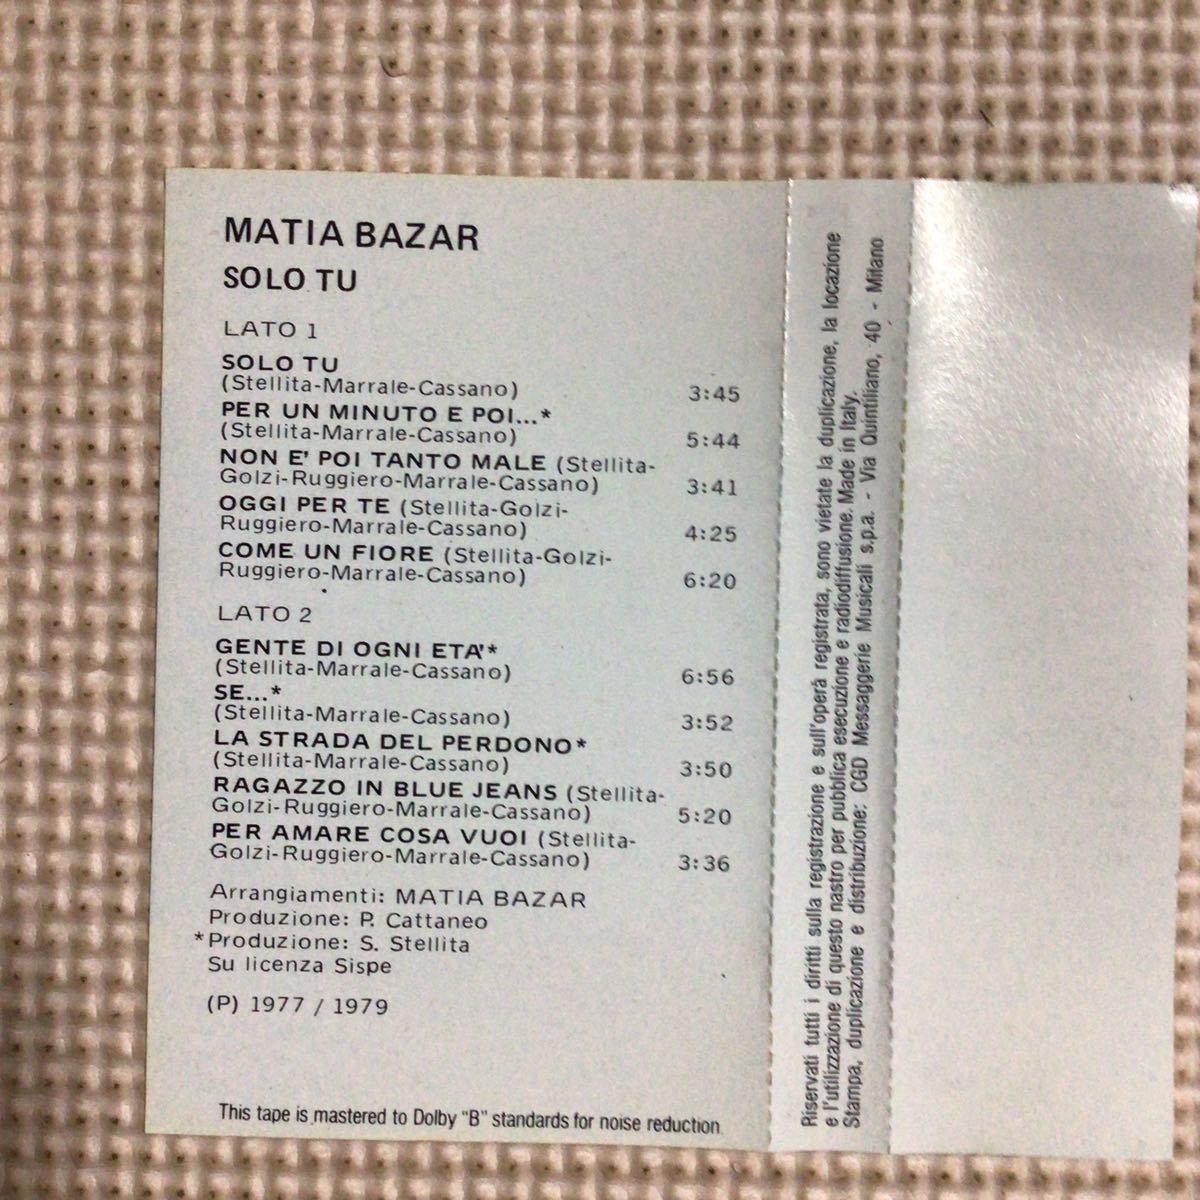 MATIA BAZAR
SOLO TU
LATO 1
SOLO TU
(Stellita-Marrale-Cassano) 3:45
PER UN MINUTO E POI...*
(Stellita-Marrale-Cassano) 5:44
NON E' POI TANTO MALE (Stellita-
Golzi-Ruggiero-Marrale-Cassano) 3:41
OGGI PER TE (Stellita-Golzi-
Ruggiero-Marrale-Cassano) 4:25
COME UN FIORE (Stellita-Golzi-
Ruggiero-Marrale-Cassano) 6:20
LATO 2
GENTE DI OGNI ETA'*
(Stellita-Marrale-Cassano) 6:56
SE...*
(Stellita-Marrale-Cassano) 3:52
LA STRADA DEL PERDONO*
(Stellita-Marrale-Cassano) 3:50
RAGAZZO IN BLUE JEANS (Stellita-
Golzi-Ruggiero-Marrale-Cassano) 5:20
PER AMARE COSA VUOI (Stellita-
Golzi-Ruggiero-Marrale-Cassano) 3:36
Arrangiamenti: MATIA BAZAR
Produzione: P. Cattaneo
*Produzione: S. Stellita
Su licenza Sispe
(P) 1977 / 1979
This tape is mastered to Dolby "B" standards for noise reduction
Riservati tutti i diritti sulla registrazione e sull'opera registrata, sono vietate la duplicazione, la locazione
e l'utilizzazione di questo nastro per pubblica esecuzione e radiodiffusione. Made in Italy.
Stampa, duplicazione e distribuzione: CGD Messaggerie Musicali s.p.a. - Via Quintiliano, 40 - Milano